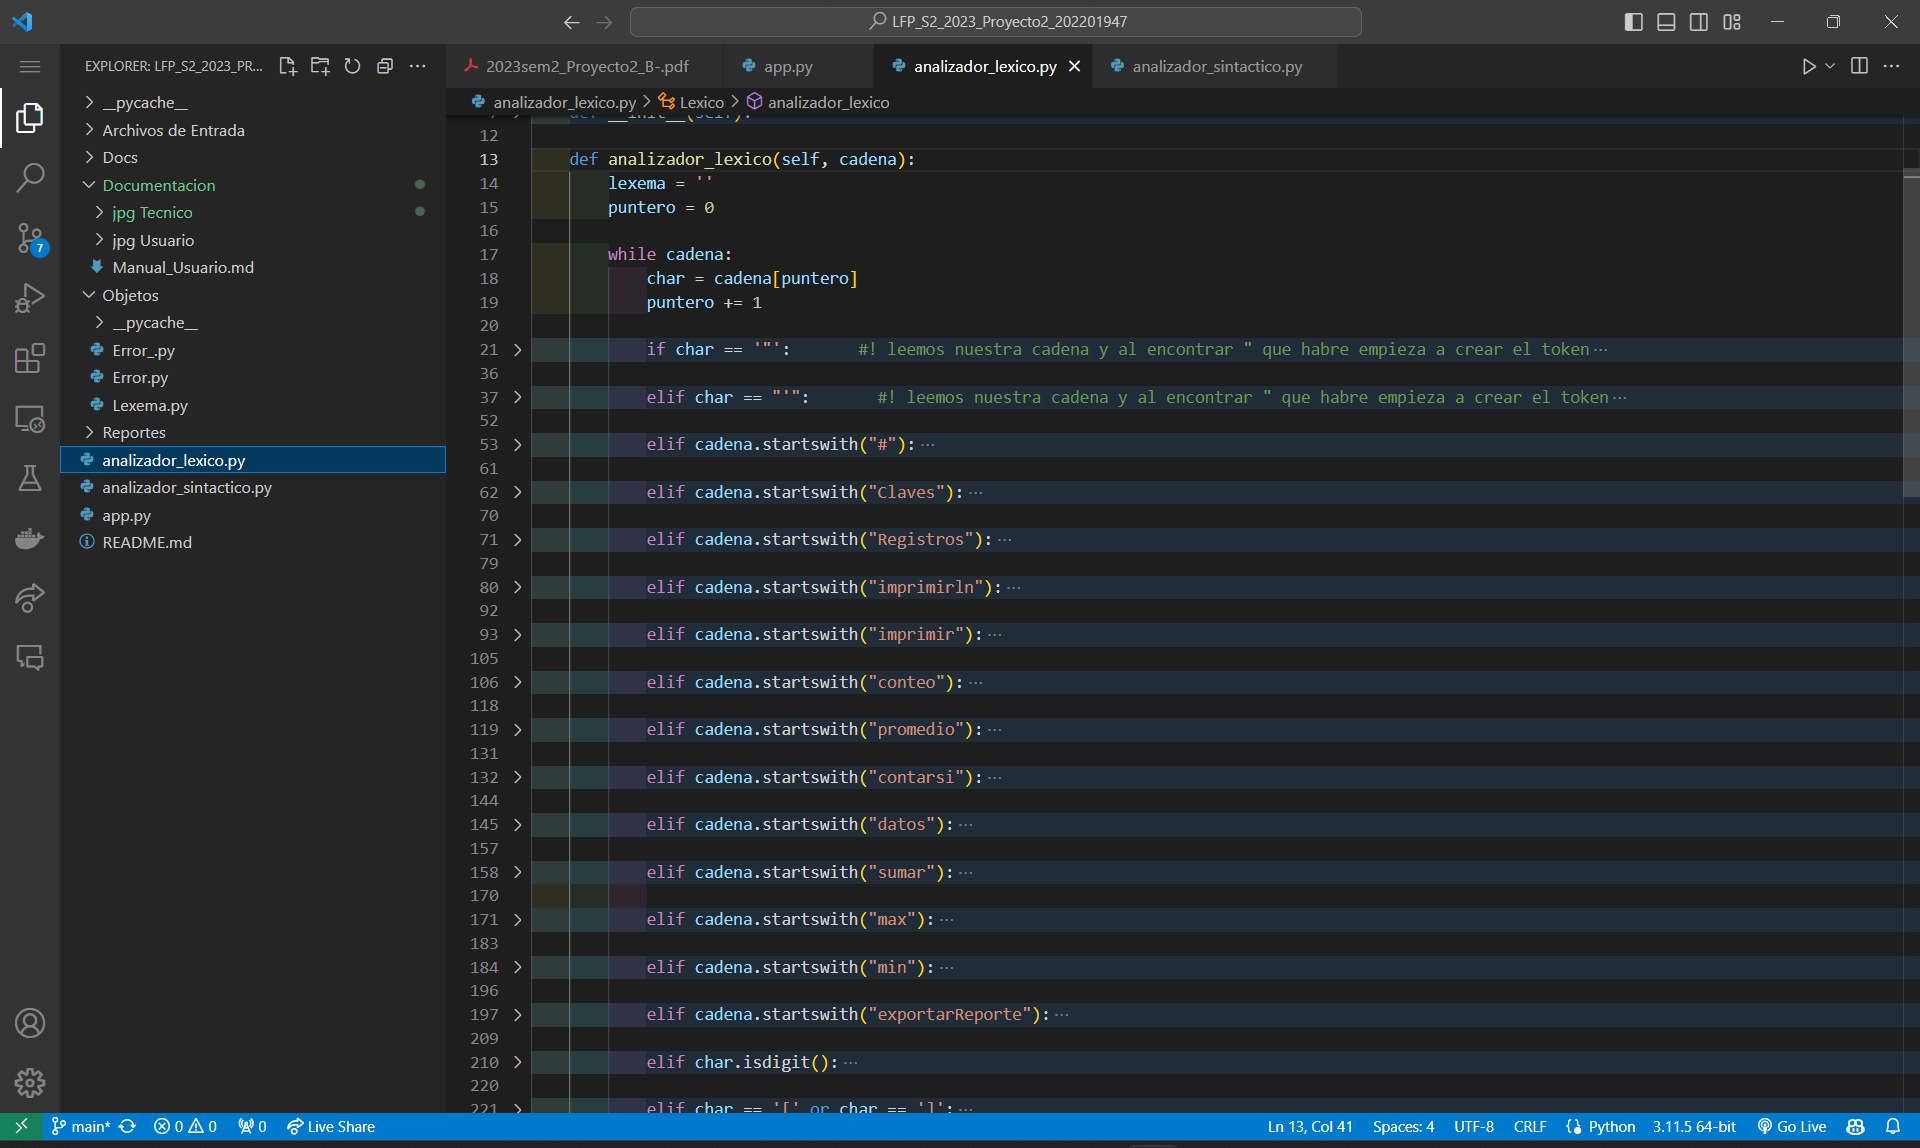 LFP_S2_2023_Proyecto2_202201947
EXPLORER: LFP_S2_2023_PR...
__pycache__
Archivos de Entrada
Docs
Documentacion
jpg Tecnico
jpg Usuario
Manual_Usuario.md
Objetos
__pycache__
Error_.py
Error.py
Lexema.py
Reportes
analizador_lexico.py
analizador_sintactico.py
app.py
README.md
7
2023sem2_Proyecto2_B-.pdf app.py analizador_lexico.py analizador_sintactico.py
analizador_lexico.py > Lexico > analizador_lexico
def __init__(self):
12
13 def analizador_lexico(self, cadena):
14 lexema = ''
15 puntero = 0
16
17 while cadena:
18 char = cadena[puntero]
19 puntero += 1
20
21 if char == '"': #! leemos nuestra cadena y al encontrar " que habre empieza a crear el token ...
36
37 elif char == "'": #! leemos nuestra cadena y al encontrar " que habre empieza a crear el token ...
52
53 elif cadena.startswith("#"): ...
61
62 elif cadena.startswith("Claves"): ...
70
71 elif cadena.startswith("Registros"): ...
79
80 elif cadena.startswith("imprimirln"): ...
92
93 elif cadena.startswith("imprimir"): ...
105
106 elif cadena.startswith("conteo"): ...
118
119 elif cadena.startswith("promedio"): ...
131
132 elif cadena.startswith("contarsi"): ...
144
145 elif cadena.startswith("datos"): ...
157
158 elif cadena.startswith("sumar"): ...
170
171 elif cadena.startswith("max"): ...
183
184 elif cadena.startswith("min"): ...
196
197 elif cadena.startswith("exportarReporte"): ...
209
210 elif char.isdigit(): ...
220
221 elif char == '[' or char == ']': ...
main* 0 0 0 Live Share Ln 13, Col 41 Spaces: 4 UTF-8 CRLF Python 3.11.5 64-bit Go Live